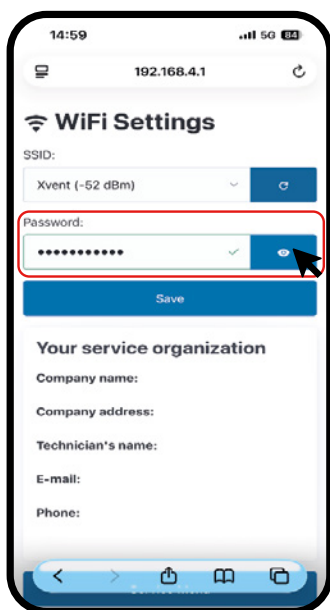 14:59
5G 84
192.168.4.1
WiFi Settings
SSID:
Xvent (-52 dBm)
Password:
•••••••••••
Save
Your service organization
Company name:
Company address:
Technician's name:
E-mail:
Phone: